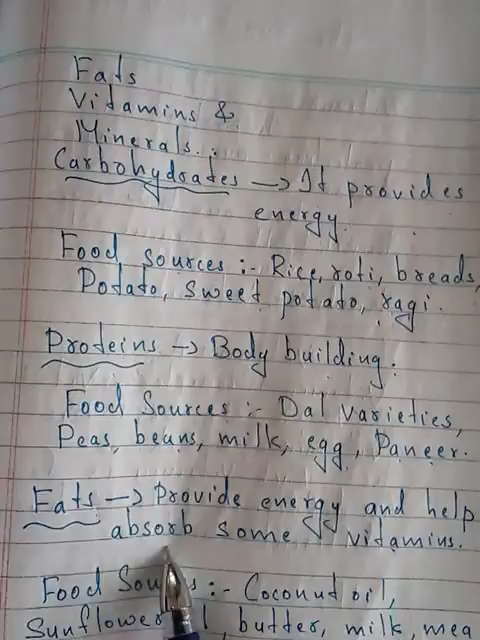 Fats
Vitamins &
Minerals.
Carbohydrates → It provides
energy.
Food sources :- Rice, roti, breads,
Potato, sweet potato, ragi.
Proteins → Body building.
Food Sources :- Dal varieties,
Peas, beans, milk, egg, Paneer.
Fats → Provide energy and help
absorb some vitamins.
Food :- Coconut oil,
Sunflower butter, milk, mea